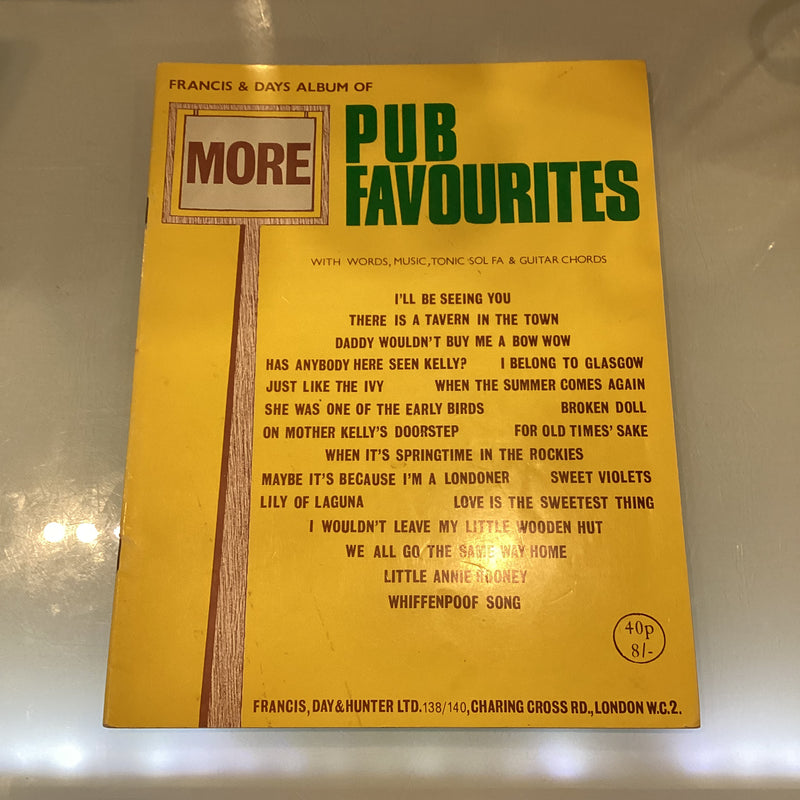 FRANCIS & DAYS ALBUM OF
MORE
PUB
FAVOURITES
WITH WORDS, MUSIC, TONIC SOL FA & GUITAR CHORDS
I'LL BE SEEING YOU
THERE IS A TAVERN IN THE TOWN
DADDY WOULDN'T BUY ME A BOW WOW
HAS ANYBODY HERE SEEN KELLY? I BELONG TO GLASGOW
JUST LIKE THE IVY WHEN THE SUMMER COMES AGAIN
SHE WAS ONE OF THE EARLY BIRDS BROKEN DOLL
ON MOTHER KELLY'S DOORSTEP FOR OLD TIMES' SAKE
WHEN IT'S SPRINGTIME IN THE ROCKIES
MAYBE IT'S BECAUSE I'M A LONDONER SWEET VIOLETS
LILY OF LAGUNA LOVE IS THE SWEETEST THING
I WOULDN'T LEAVE MY LITTLE WOODEN HUT
WE ALL GO THE SAME WAY HOME
LITTLE ANNIE ROONEY
WHIFFENPOOF SONG
40p
8/-
FRANCIS, DAY & HUNTER LTD. 138/140, CHARING CROSS RD., LONDON W.C.2.